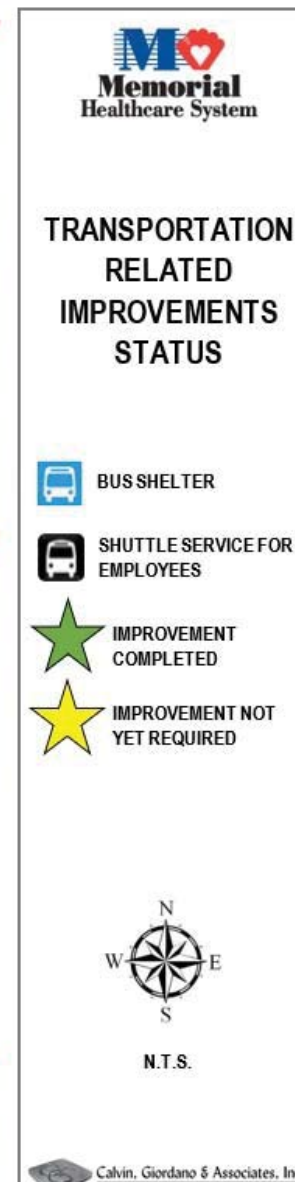 Memorial
Healthcare System
TRANSPORTATION
RELATED
IMPROVEMENTS
STATUS
BUS SHELTER
SHUTTLE SERVICE FOR
EMPLOYEES
IMPROVEMENT
COMPLETED
IMPROVEMENT NOT
YET REQUIRED
N
W E
S
N.T.S.
Calvin, Giordano & Associates, In